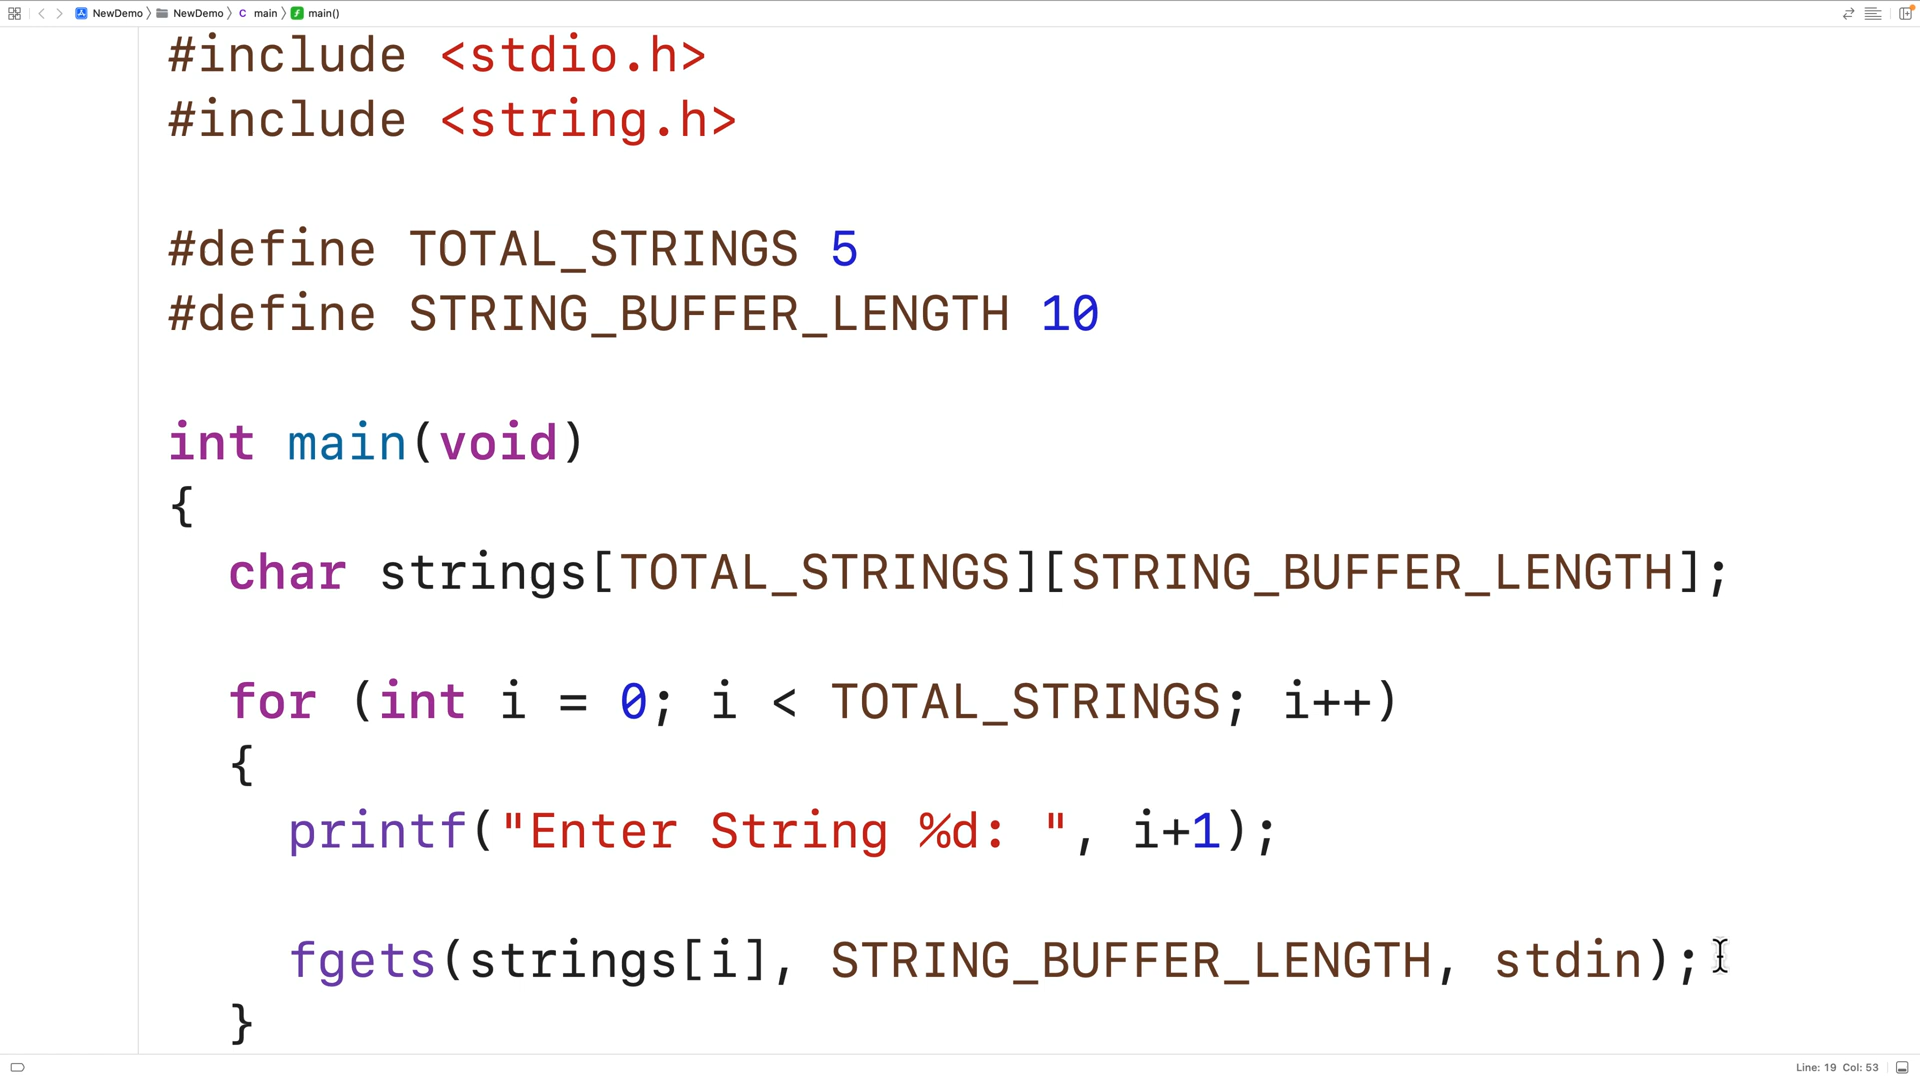 NewDemo NewDemo C main f main()
#include <stdio.h>
#include <string.h>
#define TOTAL_STRINGS 5
#define STRING_BUFFER_LENGTH 10
int main(void)
{
char strings[TOTAL_STRINGS][STRING_BUFFER_LENGTH];
for (int i = 0; i < TOTAL_STRINGS; i++)
{
printf("Enter String %d: ", i+1);
fgets(strings[i], STRING_BUFFER_LENGTH, stdin);
}
Line: 19 Col: 53